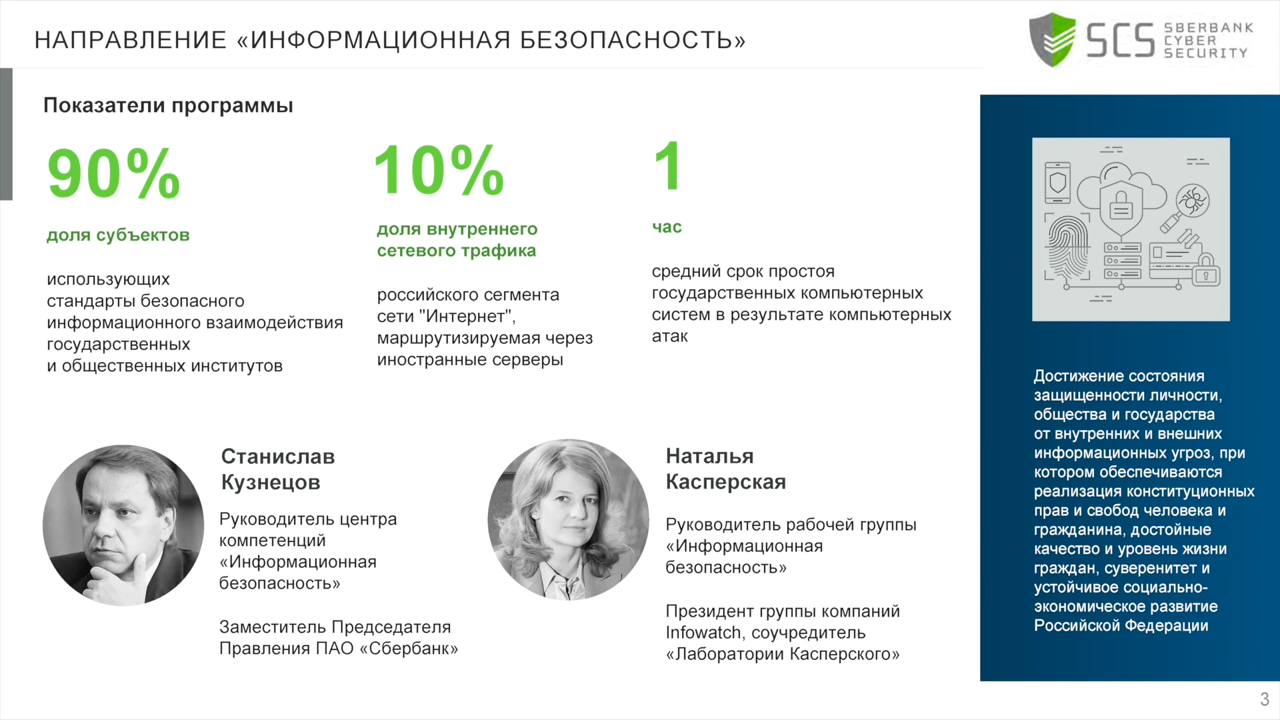 НАПРАВЛЕНИЕ «ИНФОРМАЦИОННАЯ БЕЗОПАСНОСТЬ»
SCS
SBERBANK
CYBER
SECURITY
Показатели программы
90%
доля субъектов
использующих
стандарты безопасного
информационного взаимодействия
государственных
и общественных институтов
10%
доля внутреннего
сетевого трафика
российского сегмента
сети "Интернет",
маршрутизируемая через
иностранные серверы
1
час
средний срок простоя
государственных компьютерных
систем в результате компьютерных
атак
Станислав
Кузнецов
Руководитель центра
компетенций
«Информационная
безопасность»
Заместитель Председателя
Правления ПАО «Сбербанк»
Наталья
Касперская
Руководитель рабочей группы
«Информационная
безопасность»
Президент группы компаний
Infowatch, соучредитель
«Лаборатории Касперского»
Достижение состояния
защищенности личности,
общества и государства
от внутренних и внешних
информационных угроз, при
котором обеспечиваются
реализация конституционных
прав и свобод человека и
гражданина, достойные
качество и уровень жизни
граждан, суверенитет и
устойчивое социально-
экономическое развитие
Российской Федерации
3